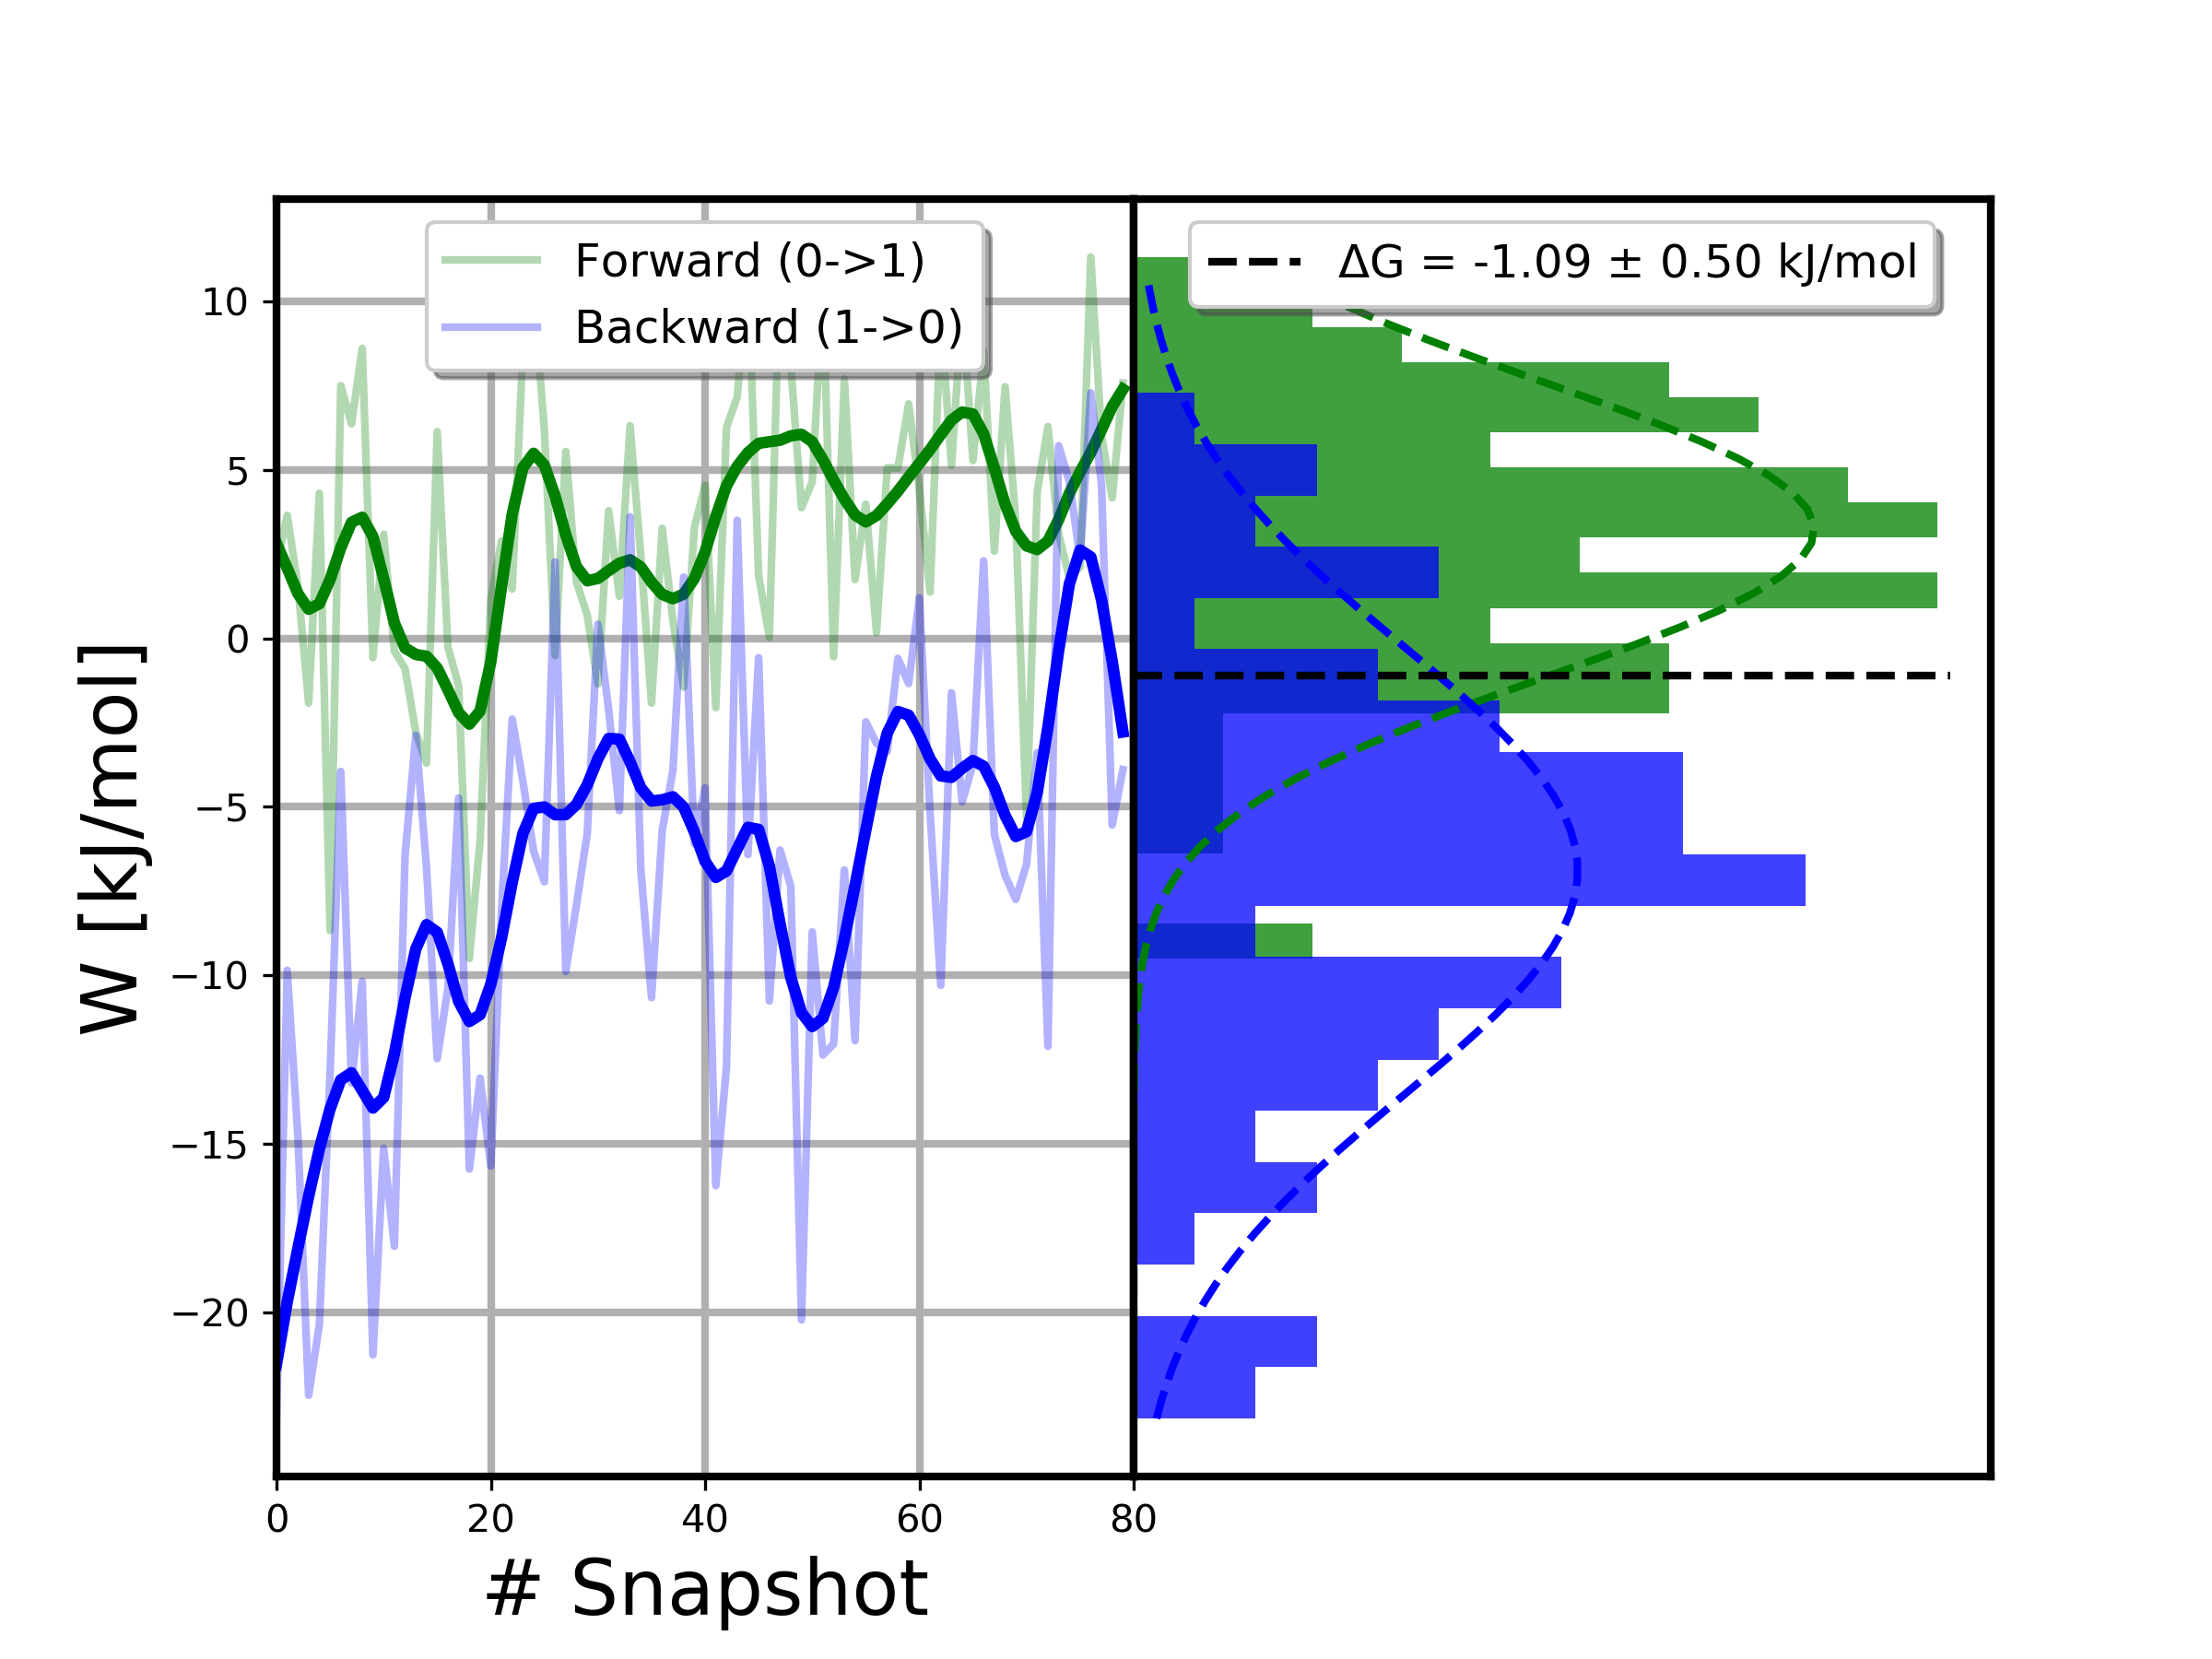 Forward (0->1)
Backward (1->0)
ΔG = -1.09 ± 0.50 kJ/mol
W [kJ/mol]
10
5
0
−5
−10
−15
−20
0 20 40 60 80
# Snapshot